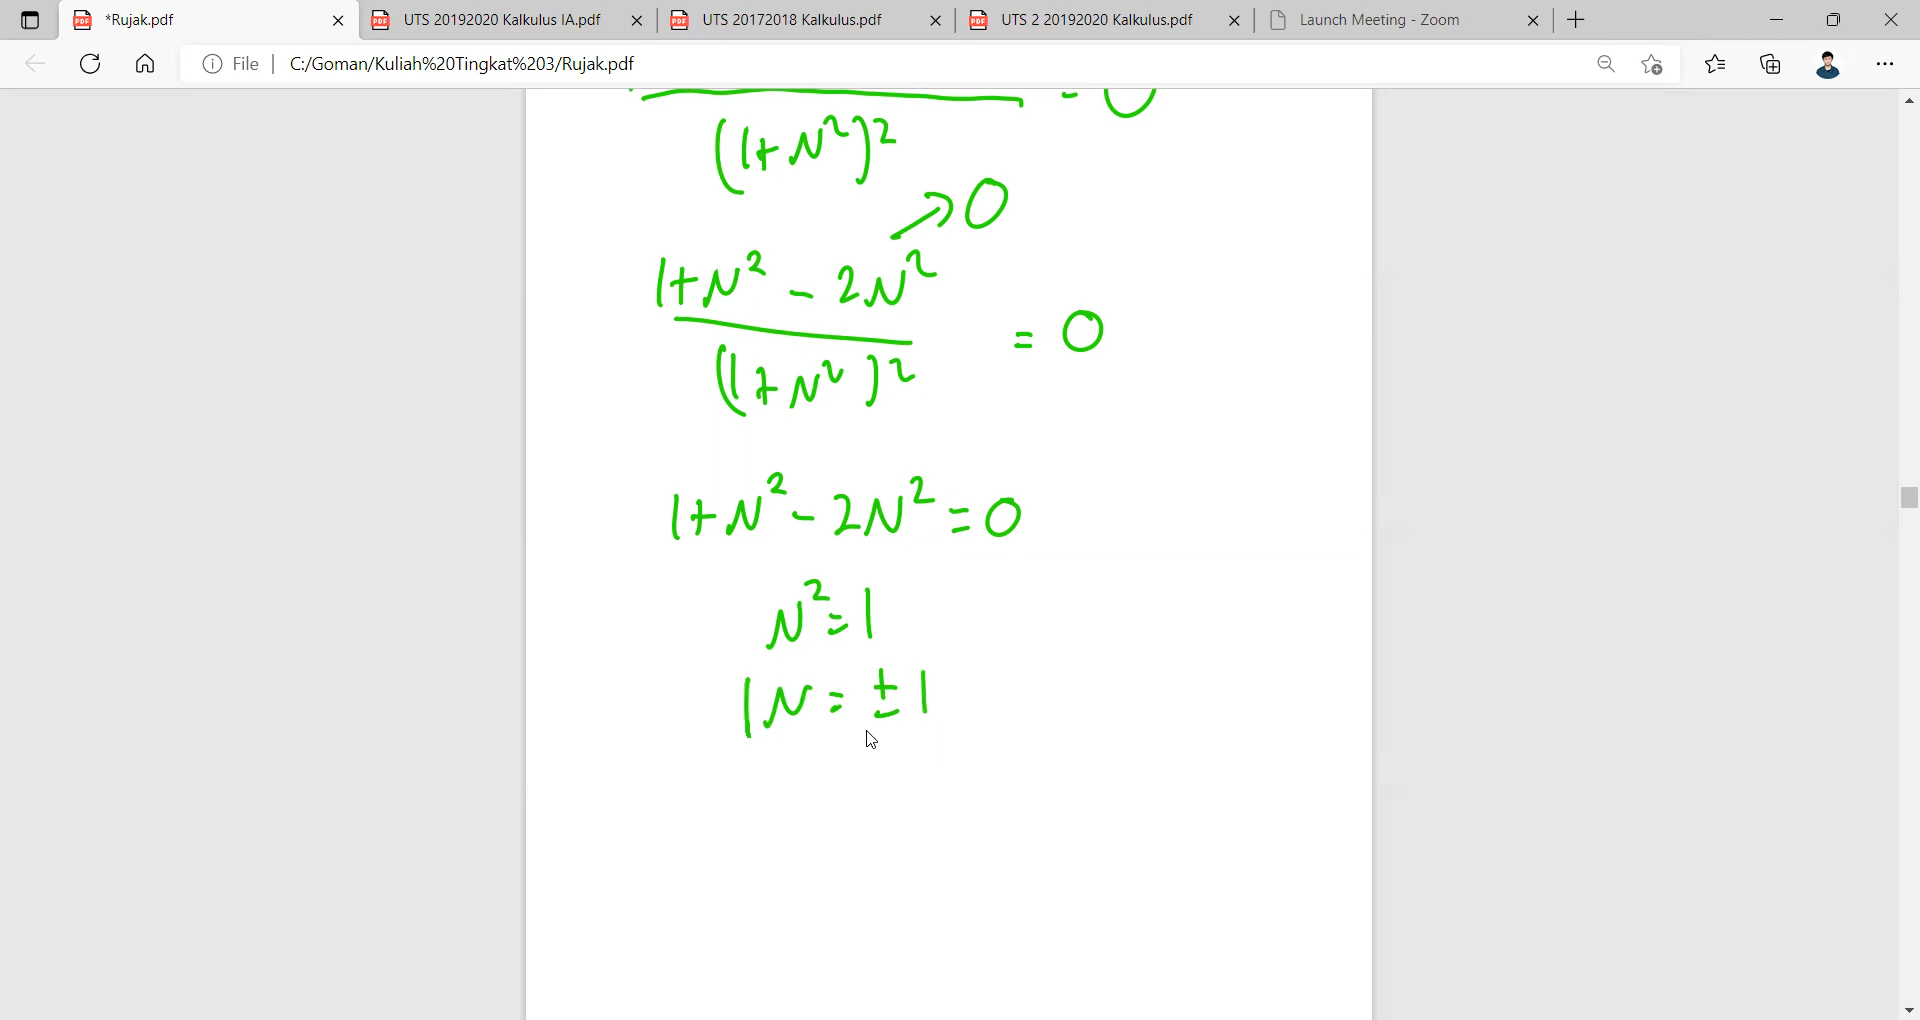 *Rujak.pdf
UTS 20192020 Kalkulus IA.pdf
UTS 20172018 Kalkulus.pdf
UTS 2 20192020 Kalkulus.pdf
Launch Meeting - Zoom
File | C:/Goman/Kuliah%20Tingkat%203/Rujak.pdf
= 0
(1+N²)²
→ 0
1+N² - 2N²
= 0
(1+N²)²
1+N² - 2N² = 0
N² = 1
|N = ± 1